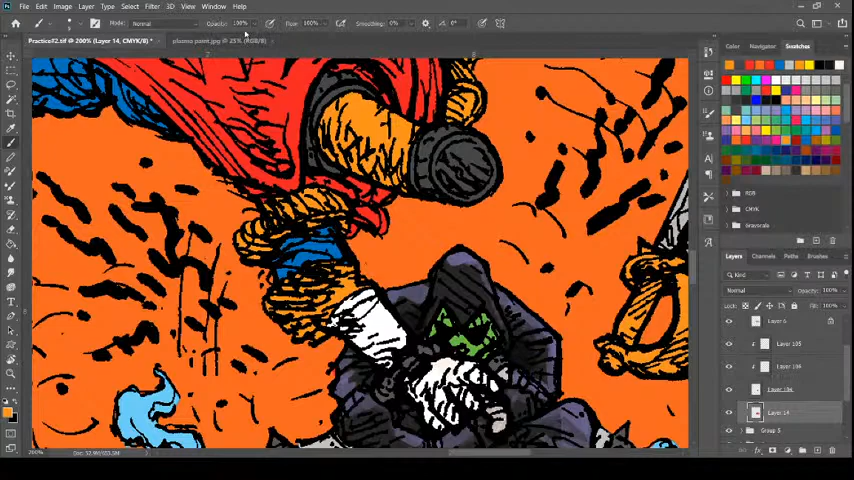 File Edit Image Layer Type Select Filter 3D View Window Help
Mode: Normal Opacity: 100% Flow: 100% Smoothing: 0% 0°
PracticeT2.tif @ 200% (Layer 14, CMYK/8) * plasmo paint.jpg @ 25% (RGB/8)
Color Navigator Swatches
RGB
CMYK
Grayscale
Layers Channels Paths Brushes
Kind
Normal Opacity: 100%
Lock: Fill: 100%
Layer 6
Layer 105
Layer 106
Layer 104
Layer 14
Group 5
200%